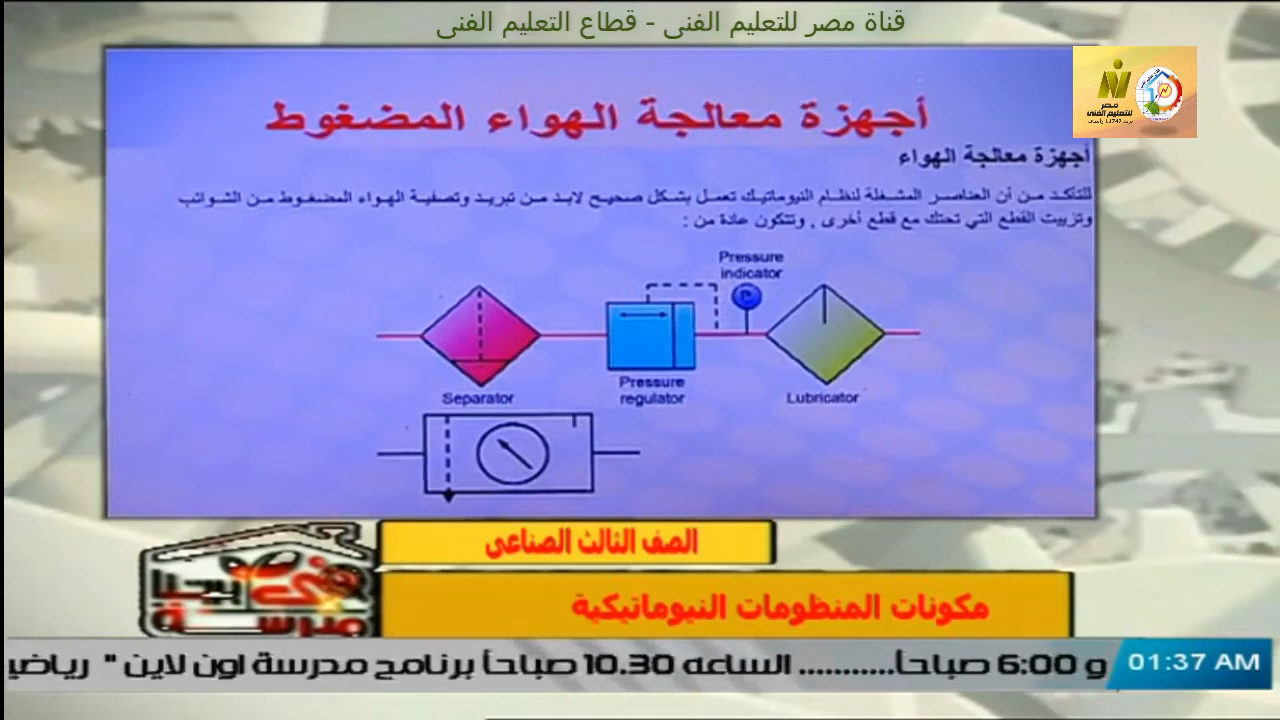 قناة مصر للتعليم الفنى - قطاع التعليم الفنى
مصر
للتعليم الفنى
أجهزة معالجة الهواء المضغوط
أجهزة معالجة الهواء
للتأكد من أن العناصر المشغلة لنظام النيوماتيك تعمل بشكل صحيح لابد من تبريد وتصفية الهواء المضغوط من الشوائب
وتزييت القطع التي تحتك مع قطع أخرى , وتتكون عادة من :
Pressure
indicator
P
Separator
Pressure
regulator
Lubricator
الصف الثالث الصناعى
مكونات المنظومات النيوماتيكية
و 6:00 صباحاً........... الساعه 10.30 صباحاً برنامج مدرسة اون لاين " رياضي
01:37 AM